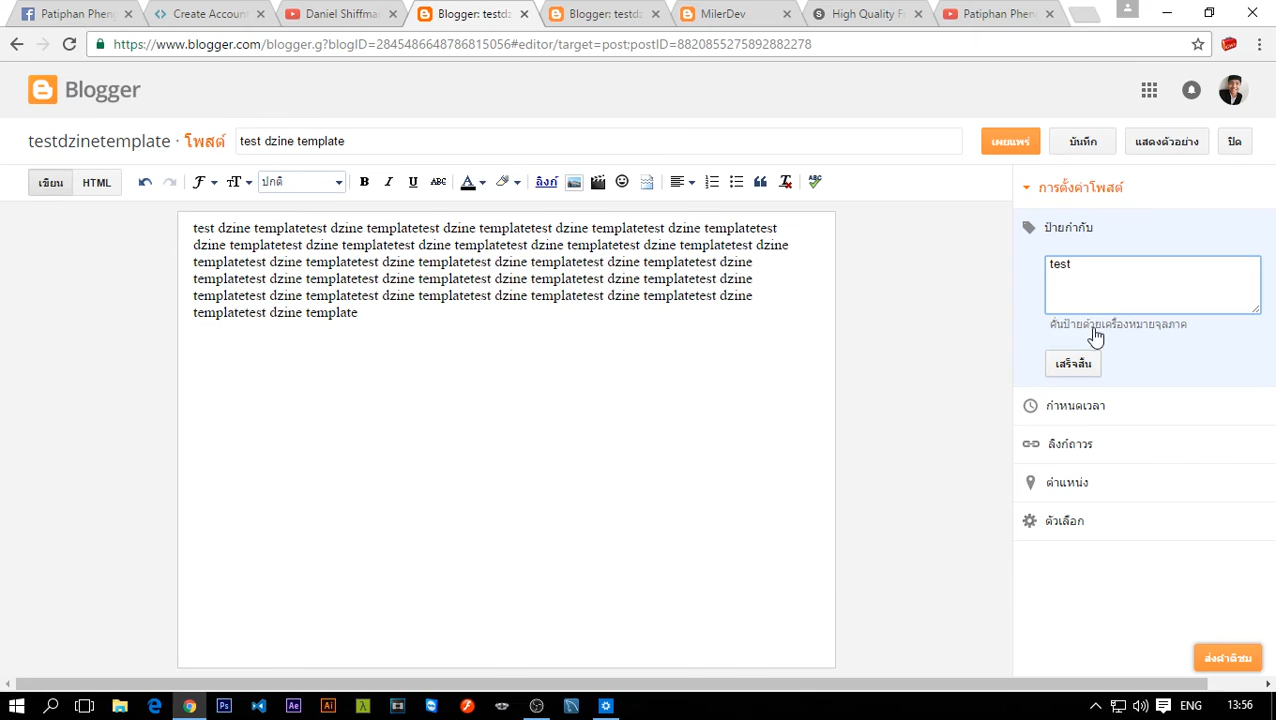 Patiphan Pheng
Create Accoun
Daniel Shiffma
Blogger: testdz
Blogger: testdz
MilerDev
High Quality F
Patiphan Pheng
https://www.blogger.com/blogger.g?blogID=2845486648786815056#editor/target=post;postID=8820855275892882278
Blogger
testdzinetemplate · โพสต์
test dzine template
เผยแพร่
บันทึก
แสดงตัวอย่าง
ปิด
เขียน
HTML
ปกติ
B I U ABC
A
ลิงก์
การตั้งค่าโพสต์
test dzine templatetest dzine templatetest dzine templatetest dzine templatetest dzine templatetest
dzine templatetest dzine templatetest dzine templatetest dzine templatetest dzine templatetest dzine
templatetest dzine templatetest dzine templatetest dzine templatetest dzine templatetest dzine
templatetest dzine templatetest dzine templatetest dzine templatetest dzine templatetest dzine
templatetest dzine templatetest dzine templatetest dzine templatetest dzine templatetest dzine
templatetest dzine template
ป้ายกำกับ
test
คั่นป้ายด้วยเครื่องหมายจุลภาค
เสร็จสิ้น
กำหนดเวลา
ลิงก์ถาวร
ตำแหน่ง
ตัวเลือก
ส่งคำติชม
ENG
13:56